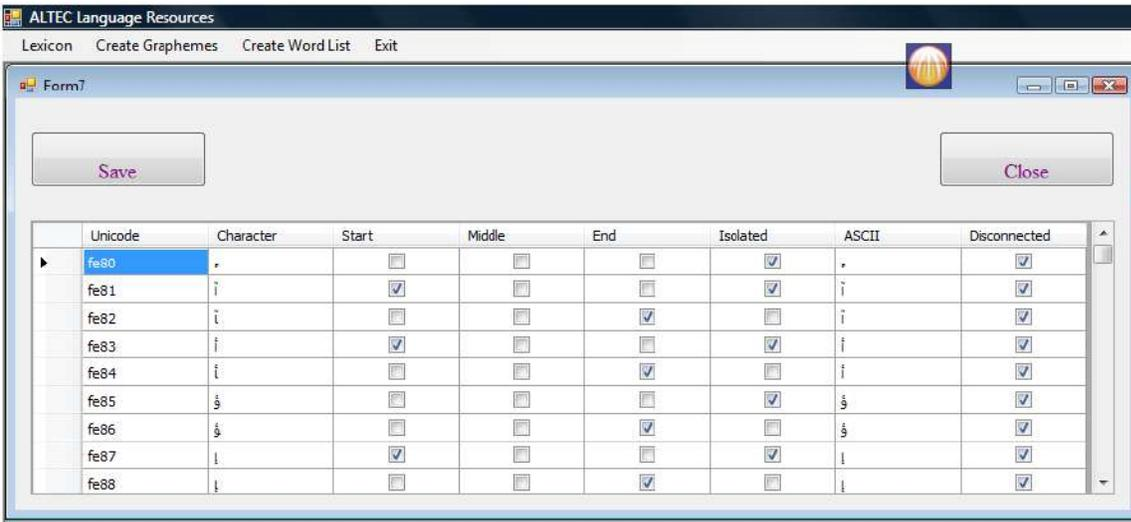 ALTEC Language Resources
Lexicon Create Graphemes Create Word List Exit
Form7
Save Close
Unicode Character Start Middle End Isolated ASCII Disconnected
fe80 ء ء
fe81 آ آ
fe82 ﺂ آ
fe83 أ أ
fe84 ﺄ أ
fe85 ؤ ؤ
fe86 ﺆ ؤ
fe87 إ إ
fe88 ﺈ إ